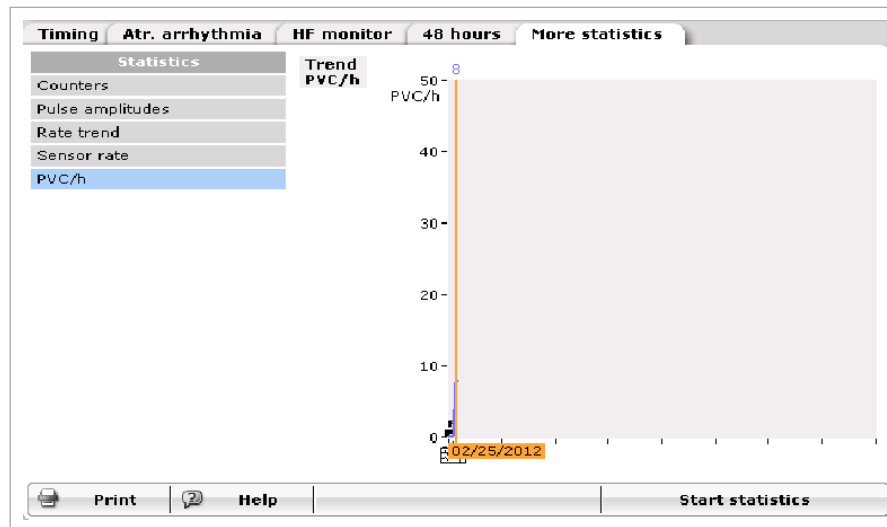 Timing Atr. arrhythmia HF monitor 48 hours More statistics
Statistics
Counters
Pulse amplitudes
Rate trend
Sensor rate
PVC/h
Trend
PVC/h
8
50
PVC/h
40
30
20
10
0
02/25/2012
Print Help Start statistics